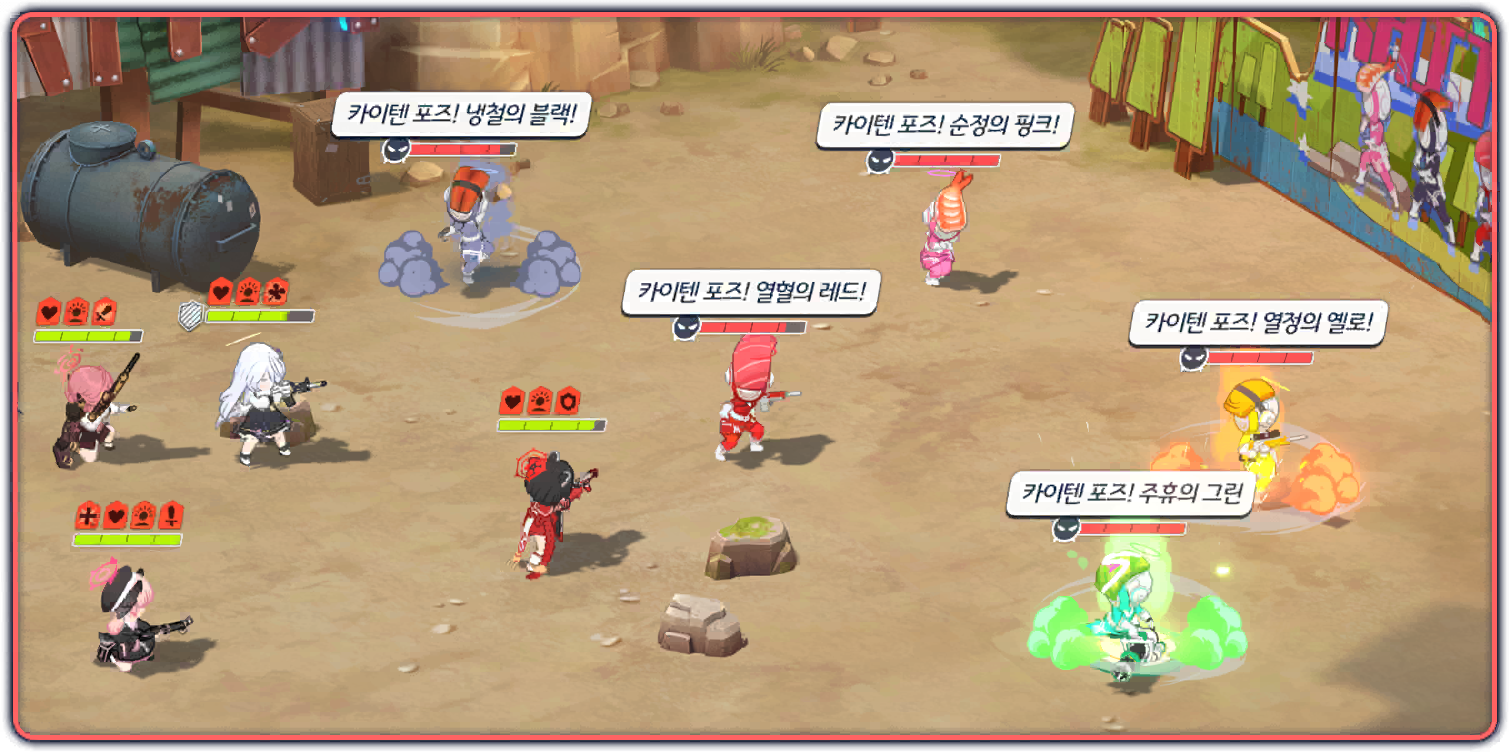 카이텐 포즈! 냉철의 블랙!
카이텐 포즈! 순정의 핑크!
카이텐 포즈! 열혈의 레드!
카이텐 포즈! 열정의 옐로!
카이텐 포즈! 주휴의 그린